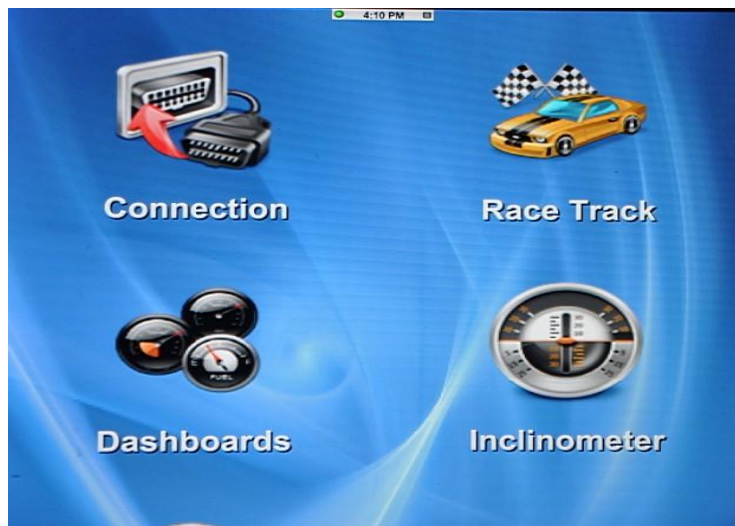 4:10 PM
Connection
Race Track
Dashboards
FUEL
Inclinometer